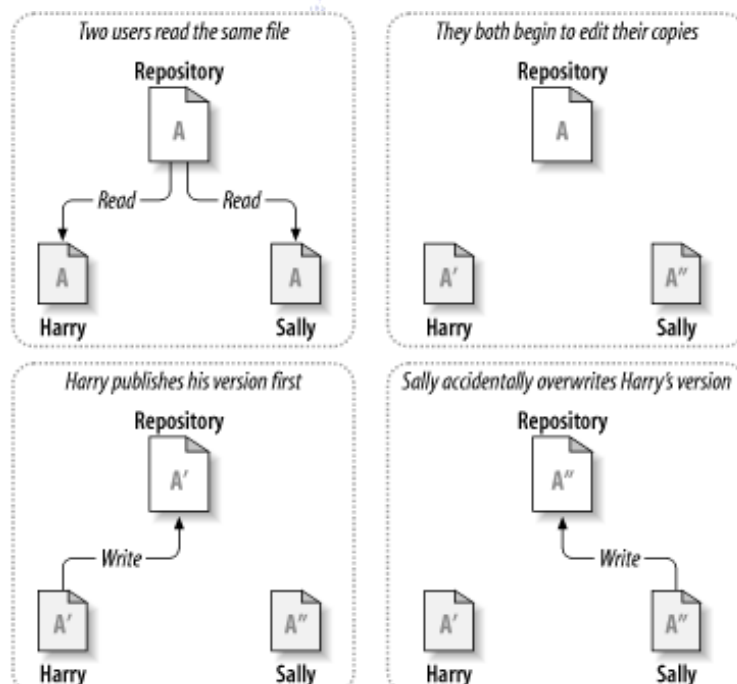 Two users read the same file
Repository
A
Read
Read
A
A
Harry
Sally
They both begin to edit their copies
Repository
A
A′
A″
Harry
Sally
Harry publishes his version first
Repository
A′
Write
A′
A″
Harry
Sally
Sally accidentally overwrites Harry's version
Repository
A″
Write
A′
A″
Harry
Sally